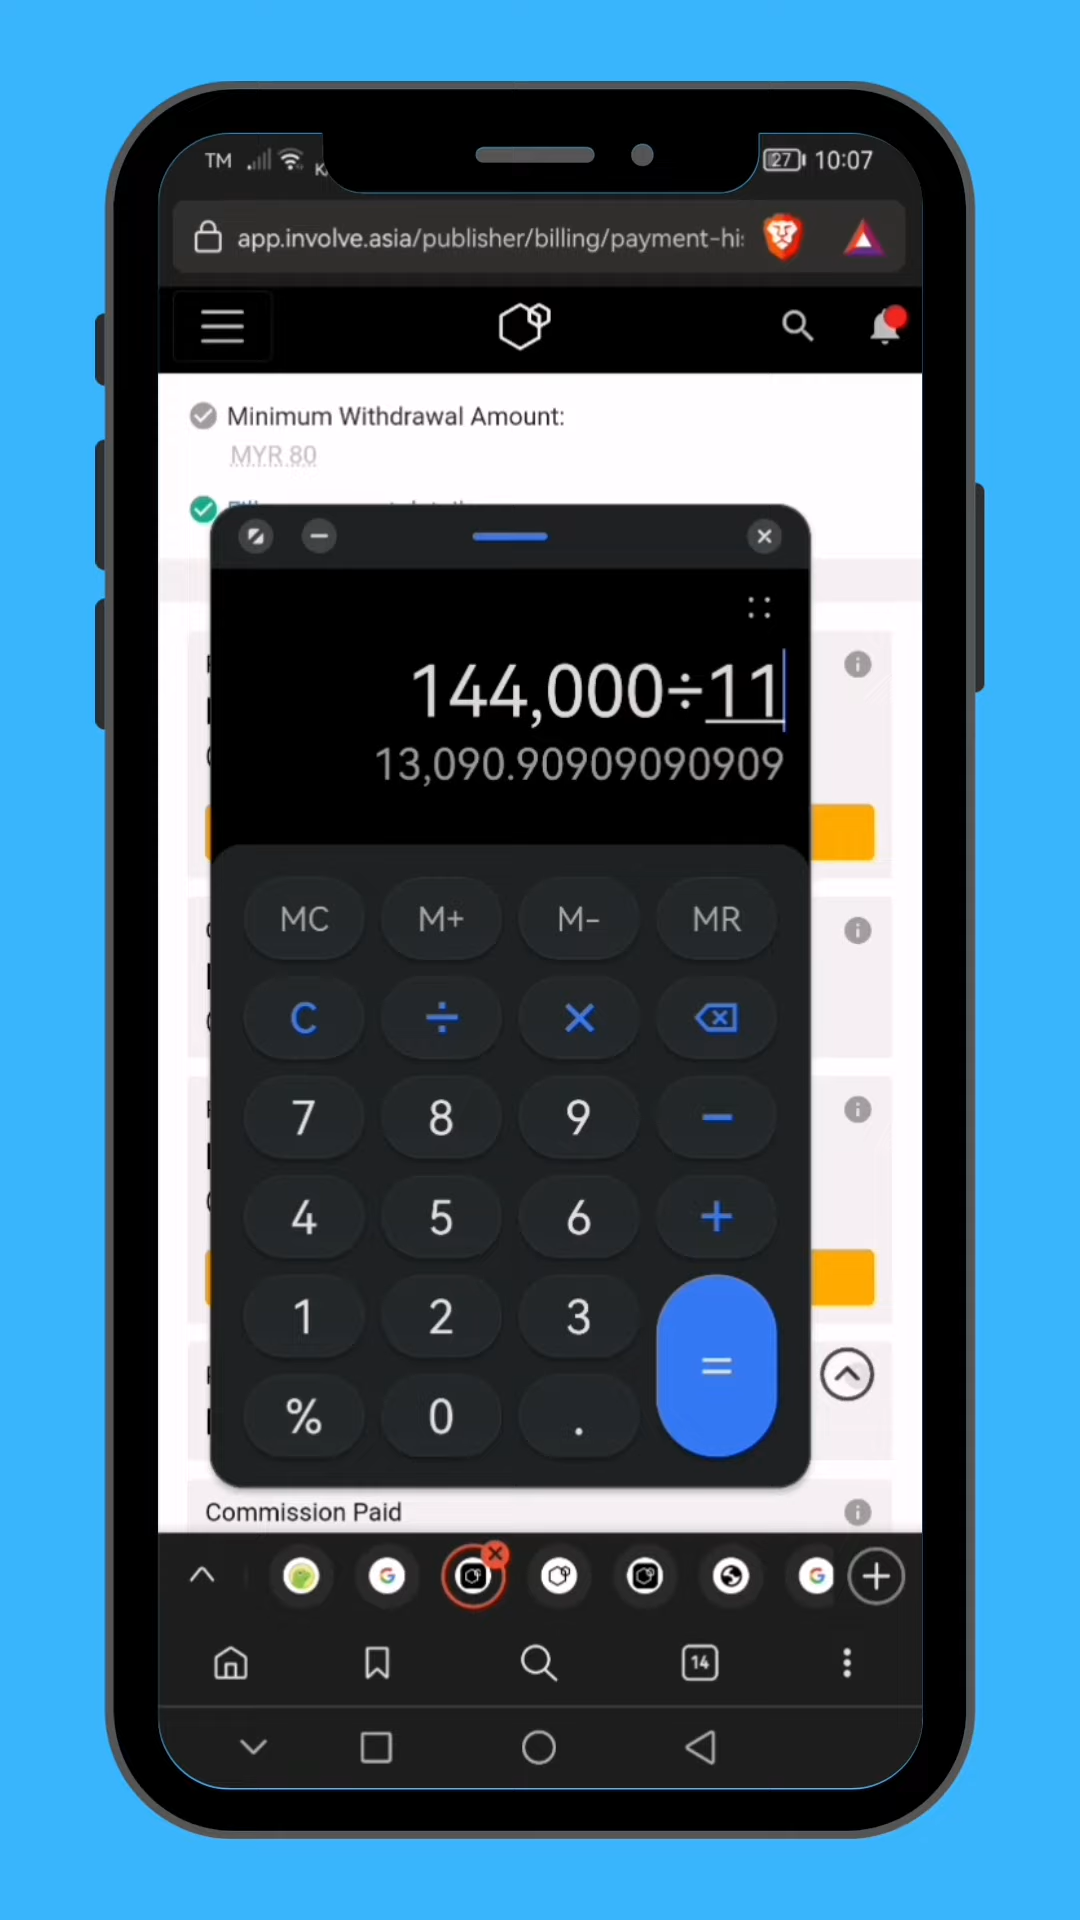 TM
27
10:07
app.involve.asia/publisher/billing/payment-his
Minimum Withdrawal Amount:
MYR 80
144,000÷11
13,090.90909090909
MC M+ M- MR
C ÷ ×
7 8 9 −
4 5 6 +
1 2 3
=
% 0 .
Commission Paid
14